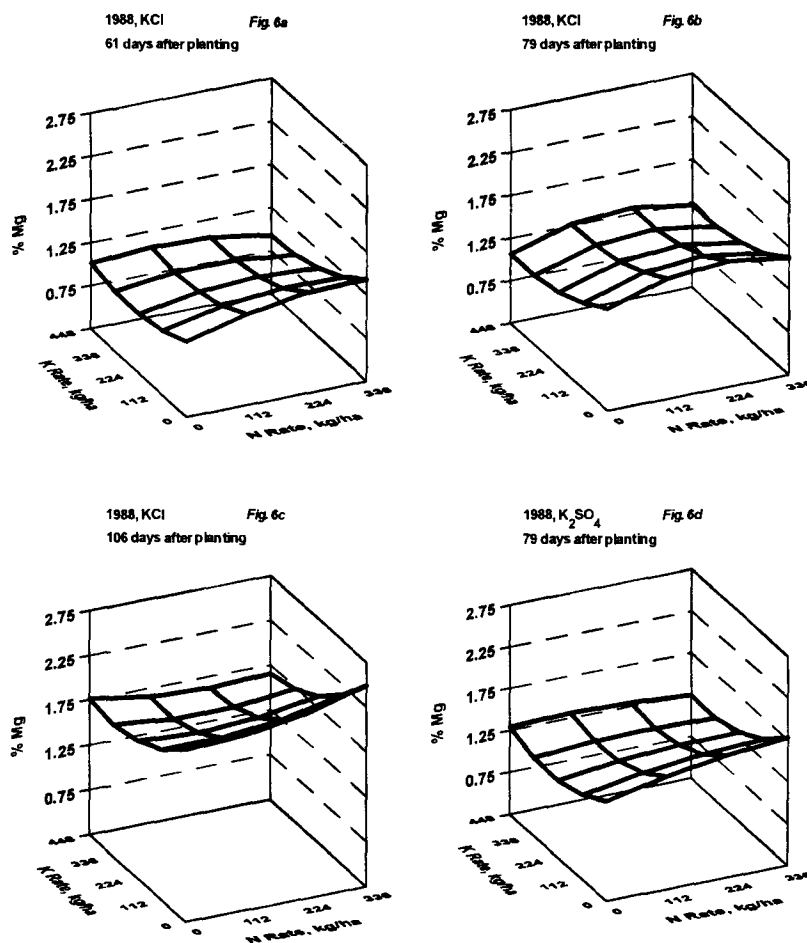 1988, KCl Fig. 6a
61 days after planting
% Mg
2.75
2.25
1.75
1.25
0.75
448
336
224
112
0
K Rate, kg/ha
0
112
224
336
N Rate, kg/ha
1988, KCl Fig. 6b
79 days after planting
% Mg
2.75
2.25
1.75
1.25
0.75
448
336
224
112
0
K Rate, kg/ha
0
112
224
336
N Rate, kg/ha
1988, KCl Fig. 6c
106 days after planting
% Mg
2.75
2.25
1.75
1.25
0.75
448
336
224
112
0
K Rate, kg/ha
0
112
224
336
N Rate, kg/ha
1988, K2SO4 Fig. 6d
79 days after planting
% Mg
2.75
2.25
1.75
1.25
0.75
448
336
224
112
0
K Rate, kg/ha
0
112
224
336
N Rate, kg/ha